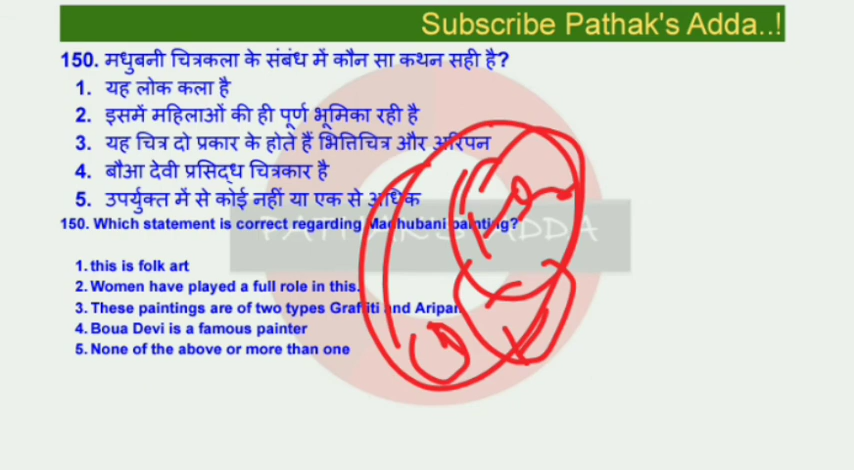 Subscribe Pathak's Adda..!
150. मधुबनी चित्रकला के संबंध में कौन सा कथन सही है?
1. यह लोक कला है
2. इसमें महिलाओं की ही पूर्ण भूमिका रही है
3. यह चित्र दो प्रकार के होते हैं भित्तिचित्र और अरिपन
4. बौआ देवी प्रसिद्ध चित्रकार है
5. उपर्युक्त में से कोई नहीं या एक से अधिक
150. Which statement is correct regarding Madhubani painting?
PATHAK'S ADDA
1. this is folk art
2. Women have played a full role in this.
3. These paintings are of two types Graffiti and Aripan
4. Boua Devi is a famous painter
5. None of the above or more than one